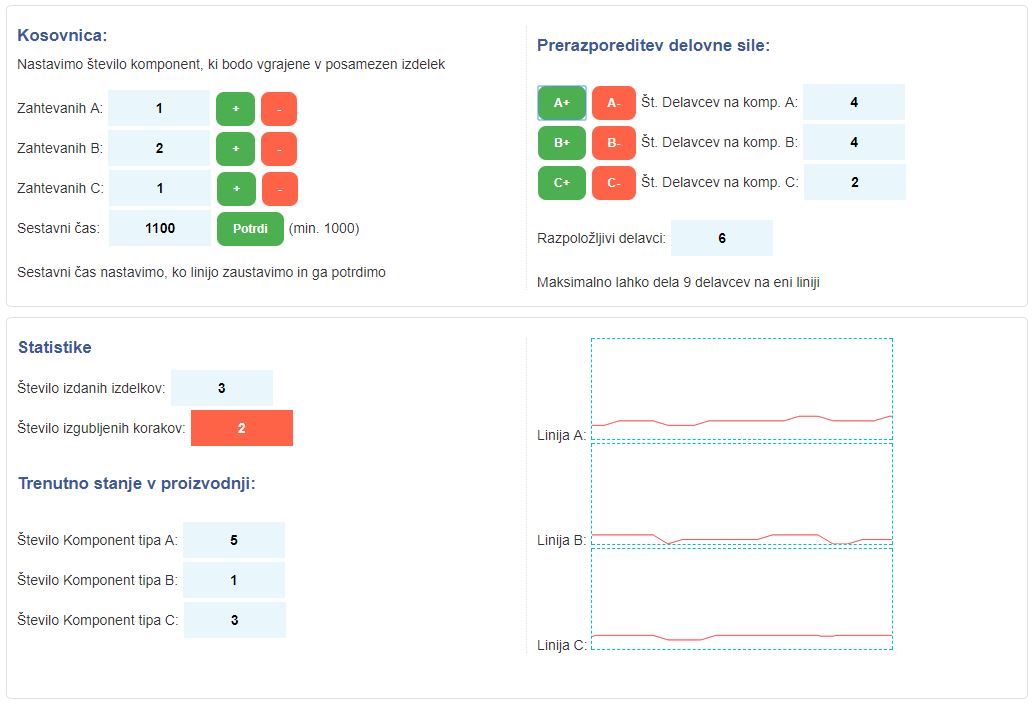 Kosovnica:
Nastavimo število component, ki bodo vgrajene v posamezen izdelek
Zahtevanih A: 1 + -
Zahtevanih B: 2 + -
Zahtevanih C: 1 + -
Sestavni čas: 1100 Potrdi (min. 1000)
Sestavni čas nastavimo, ko linijo zaustavimo in ga potrdimo
Prerazporeditev delovne sile:
A+ A- Št. Delavcev na komp. A: 4
B+ B- Št. Delavcev na komp. B: 4
C+ C- Št. Delavcev na komp. C: 2
Razpoložljivi delavci: 6
Maksimalno lahko dela 9 delavcev na eni liniji
Statistike
Število izdanih izdelkov: 3
Število izgubljenih korakov: 2
Trenutno stanje v proizvodnji:
Število Komponent tipa A: 5
Število Komponent tipa B: 1
Število Komponent tipa C: 3
Linija A:
Linija B:
Linija C: